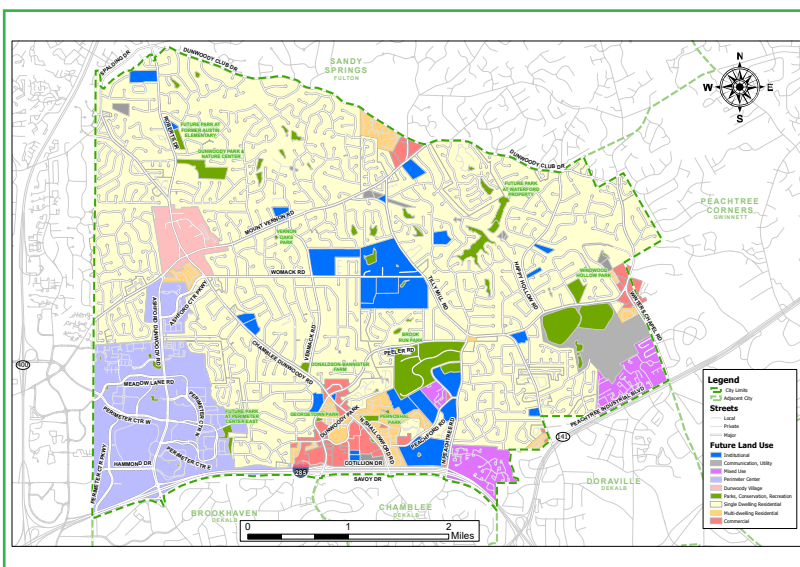 SPALDING DR
DUNWOODY CLUB DR
SANDY
SPRINGS
FULTON
N
W
E
S
ROBERTS DR
FUTURE PARK AT
FORMER AUSTIN
ELEMENTARY
DUNWOODY PARK &
NATURE CENTER
DUNWOODY CLUB DR
FUTURE PARK
AT WATERFORD
PROPERTY
PEACHTREE
CORNERS
GWINNETT
MOUNT VERNON RD
VERNON
OAKS
PARK
WOMACK RD
TILLY MILL RD
HAPPY HOLLOW RD
WINDWOOD
HOLLOW PARK
WINTERS CHAPEL RD
ASHFORD CTR PKWY
ASHFORD DUNWOODY RD
VERMACK RD
CHAMBLEE DUNWOODY RD
BROOK
RUN PARK
PEELER RD
DONALDSON-BANNISTER
FARM
400
MEADOW LANE RD
PERIMETER CTR W
PERIMETER CTR N
FUTURE PARK
AT PERIMETER
CENTER EAST
GEORGETOWN PARK
DUNWOODY PARK
PERNOSHAL
PARK
N SHALLOWFORD RD
PEACHFORD RD
N PEACHTREE RD
PEACHTREE INDUSTRIAL BLVD
141
PERIMETER CTR PKWY
HAMMOND DR
PERIMETER CTR E
285
COTILLION DR
SAVOY DR
BROOKHAVEN
DEKALB
CHAMBLEE
DEKALB
DORAVILLE
DEKALB
0 1 2
Miles
Legend
City Limits
Adjacent City
Streets
Local
Private
Major
Future Land Use
Institutional
Communication, Utility
Mixed Use
Perimeter Center
Dunwoody Village
Parks, Conservation, Recreation
Single Dwelling Residential
Multi-dwelling Residential
Commercial